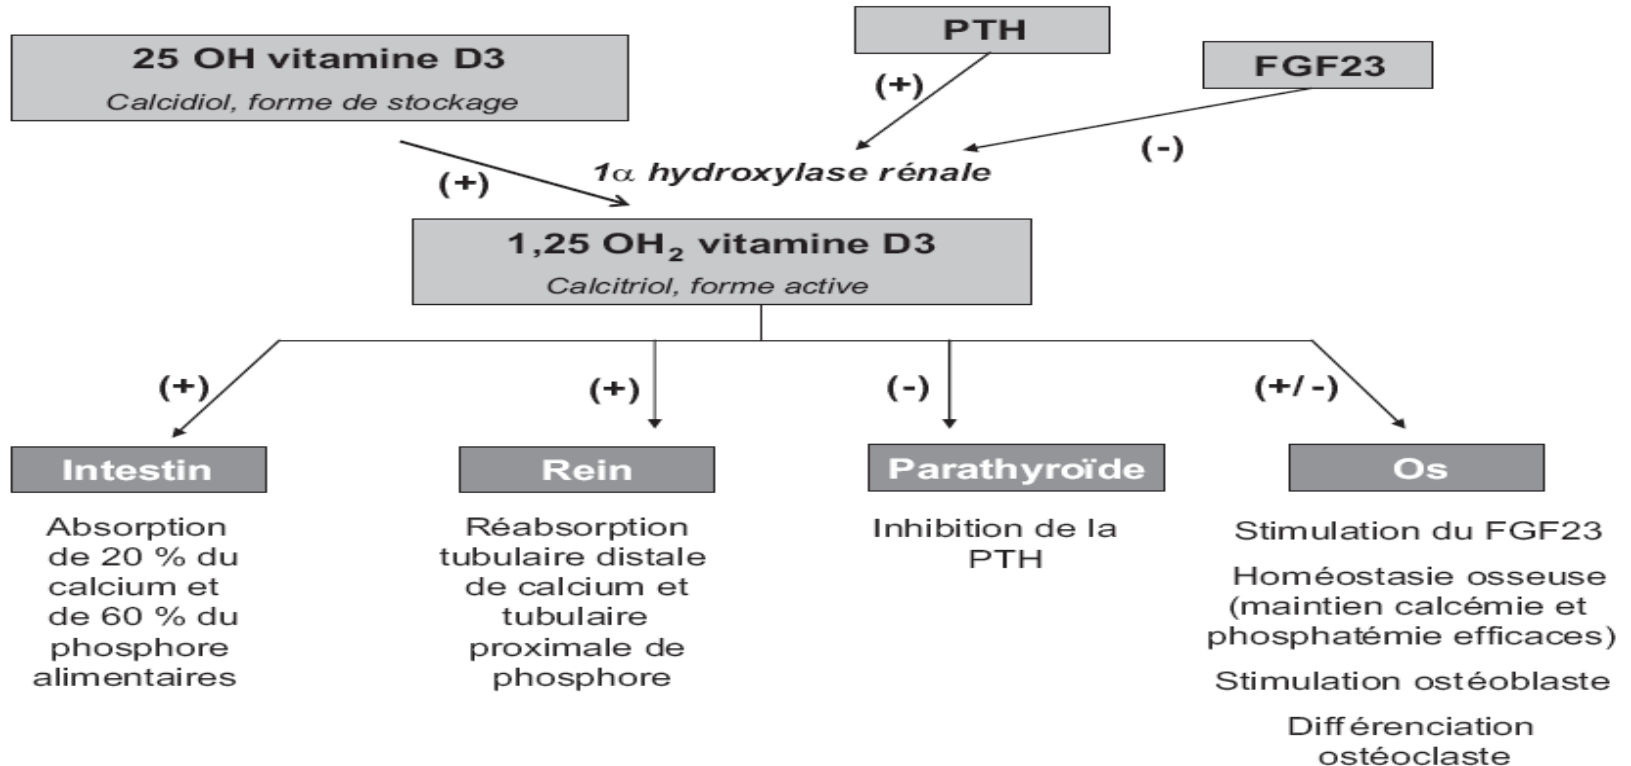 25 OH vitamine D3
Calcidiol, forme de stockage
PTH
FGF23
(+)
(-)
(+)
1α hydroxylase rénale
1,25 OH₂ vitamine D3
Calcitriol, forme active
(+)
(+)
(-)
(+/-)
Intestin
Absorption
de 20 % du
calcium et
de 60 % du
phosphore
alimentaires
Rein
Réabsorption
tubulaire distale
de calcium et
tubulaire
proximale de
phosphore
Parathyroïde
Inhibition de la
PTH
Os
Stimulation du FGF23
Homéostasie osseuse
(maintien calcémie et
phosphatémie efficaces)
Stimulation ostéoblaste
Différenciation
ostéoclaste